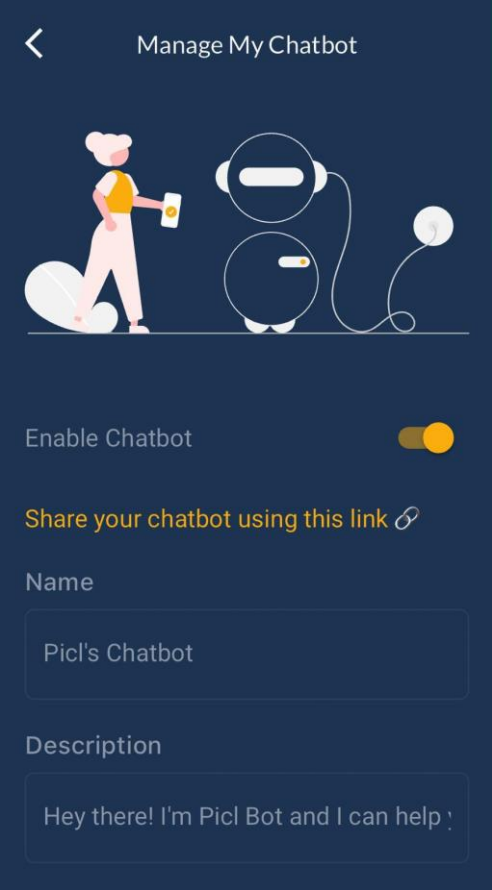 Manage My Chatbot
Enable Chatbot
Share your chatbot using this link
Name
Picl's Chatbot
Description
Hey there! I'm Picl Bot and I can help